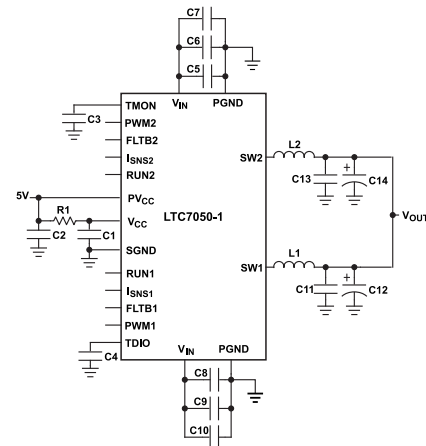 C7
C6
C5
VIN PGND
TMON
C3
PWM2
FLTB2
ISNS2
RUN2
SW2
L2
C13
C14
5V
PVCC
LTC7050-1
R1
VCC
C2
C1
SGND
VOUT
RUN1
ISNS1
FLTB1
PWM1
SW1
L1
C11
C12
TDIO
C4
VIN PGND
C8
C9
C10